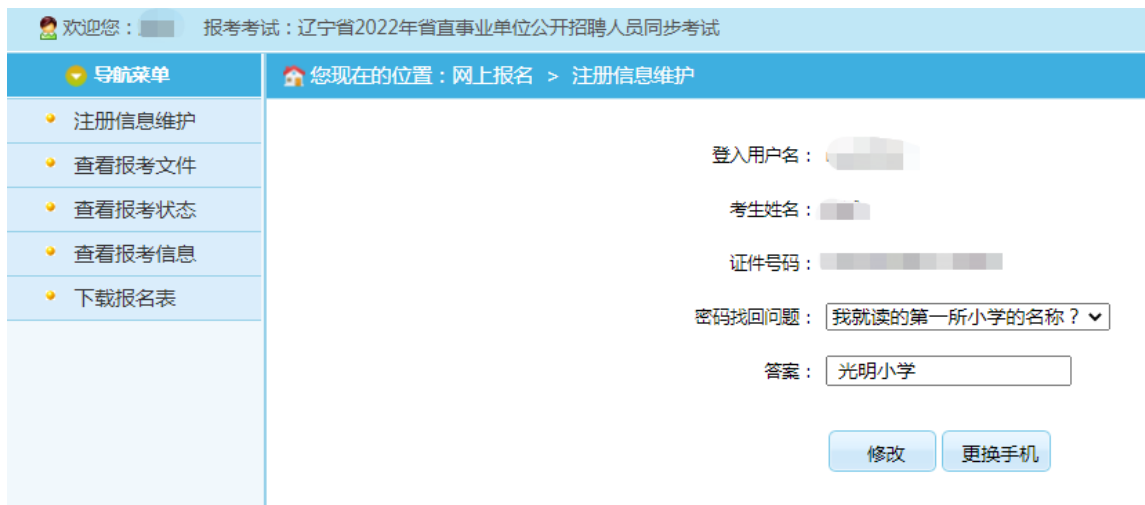 欢迎您： 报考考试：辽宁省2022年省直事业单位公开招聘人员同步考试
导航菜单
您现在的位置：网上报名 > 注册信息维护
注册信息维护
查看报考文件
查看报考状态
查看报考信息
下载报名表
登入用户名：
考生姓名：
证件号码：
密码找回问题： 我就读的第一所小学的名称？
答案： 光明小学
修改 更换手机